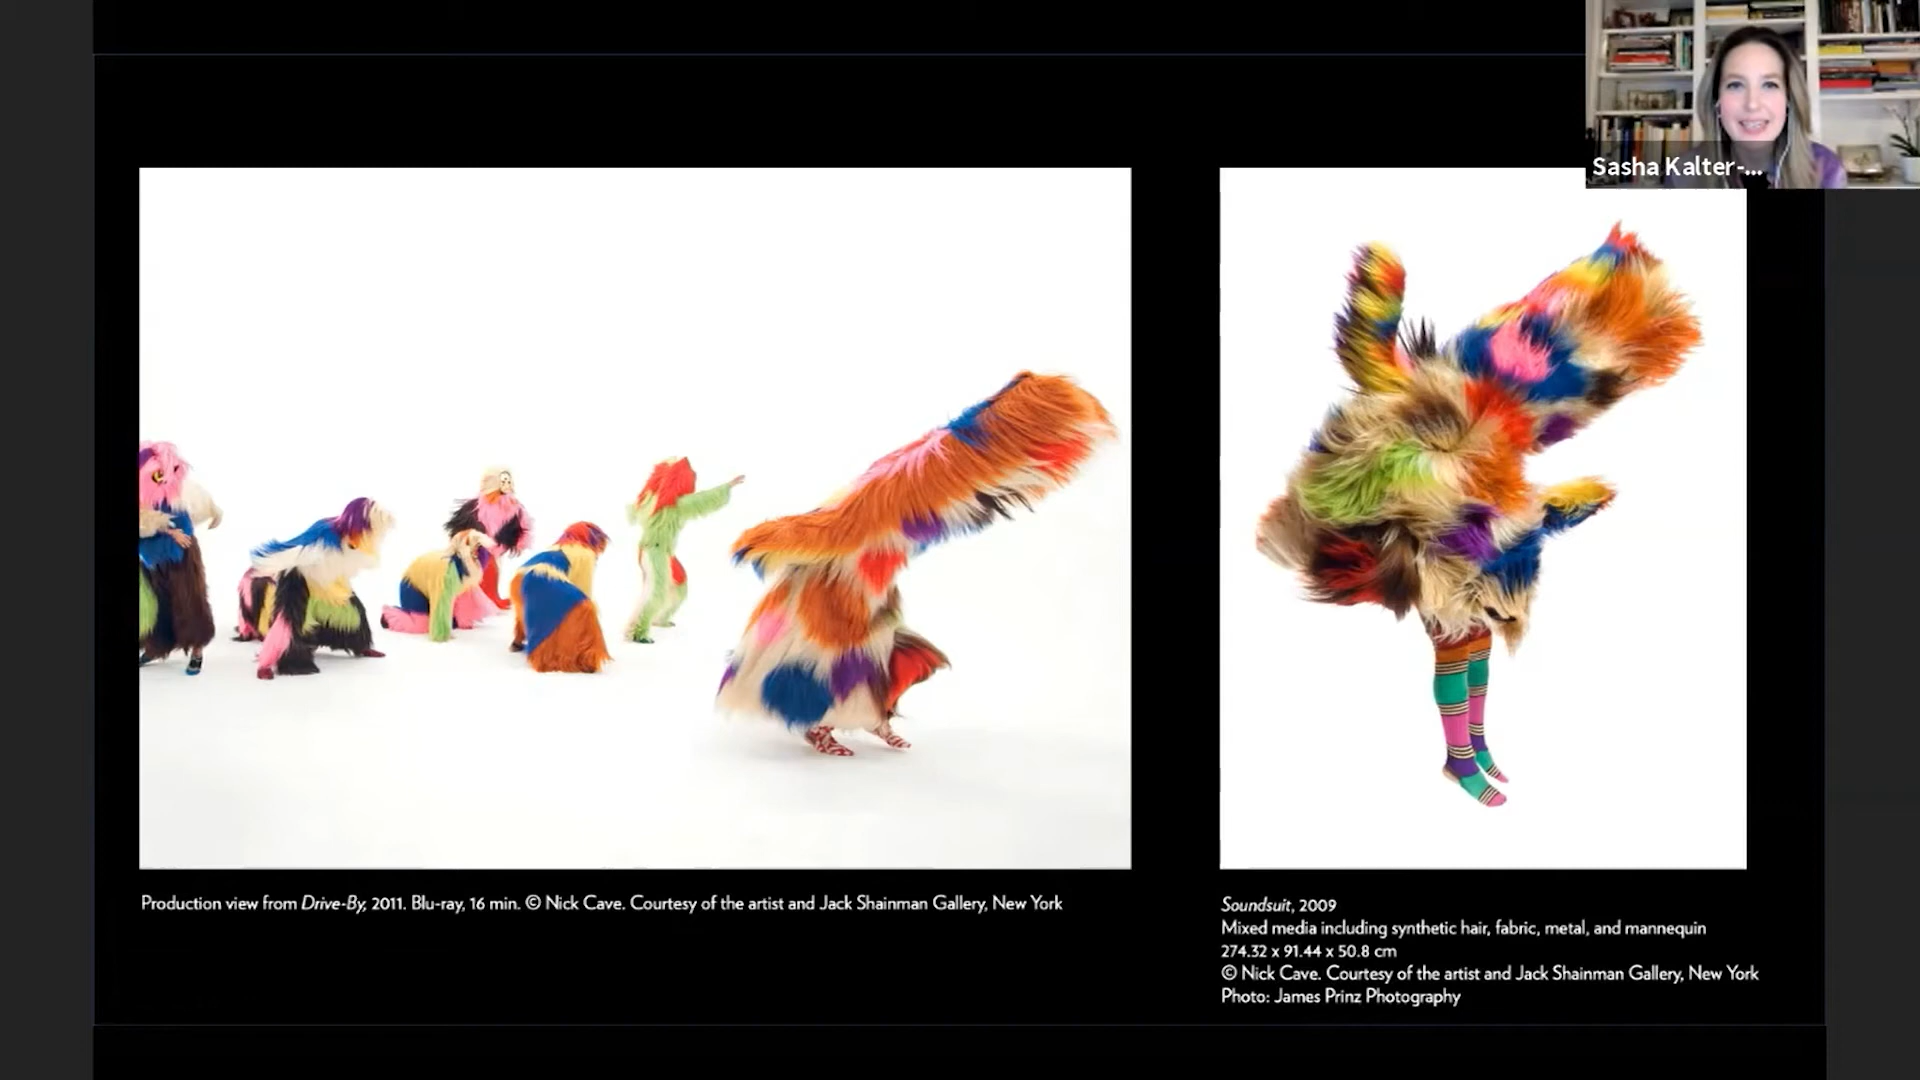 Sasha Kalter-...
Production view from Drive-By, 2011. Blu-ray, 16 min. © Nick Cave. Courtesy of the artist and Jack Shainman Gallery, New York
Soundsuit, 2009
Mixed media including synthetic hair, fabric, metal, and mannequin
274.32 x 91.44 x 50.8 cm
© Nick Cave. Courtesy of the artist and Jack Shainman Gallery, New York
Photo: James Prinz Photography